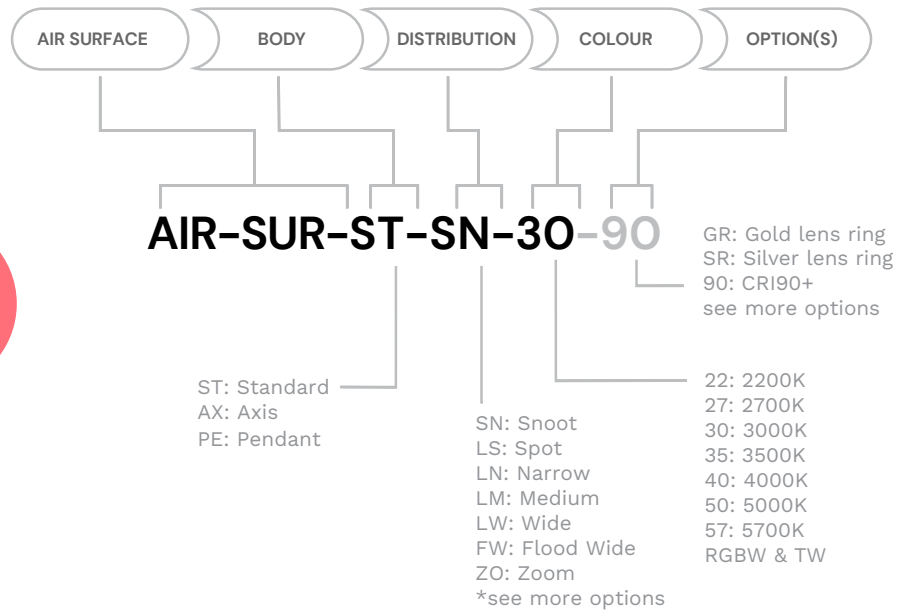 AIR SURFACE
BODY
DISTRIBUTION
COLOUR
OPTION(S)
AIR-SUR-ST-SN-30-90
GR: Gold lens ring
SR: Silver lens ring
90: CRI90+
see more options
ST: Standard
AX: Axis
PE: Pendant
SN: Snoot
LS: Spot
LN: Narrow
LM: Medium
LW: Wide
FW: Flood Wide
ZO: Zoom
*see more options
22: 2200K
27: 2700K
30: 3000K
35: 3500K
40: 4000K
50: 5000K
57: 5700K
RGBW & TW